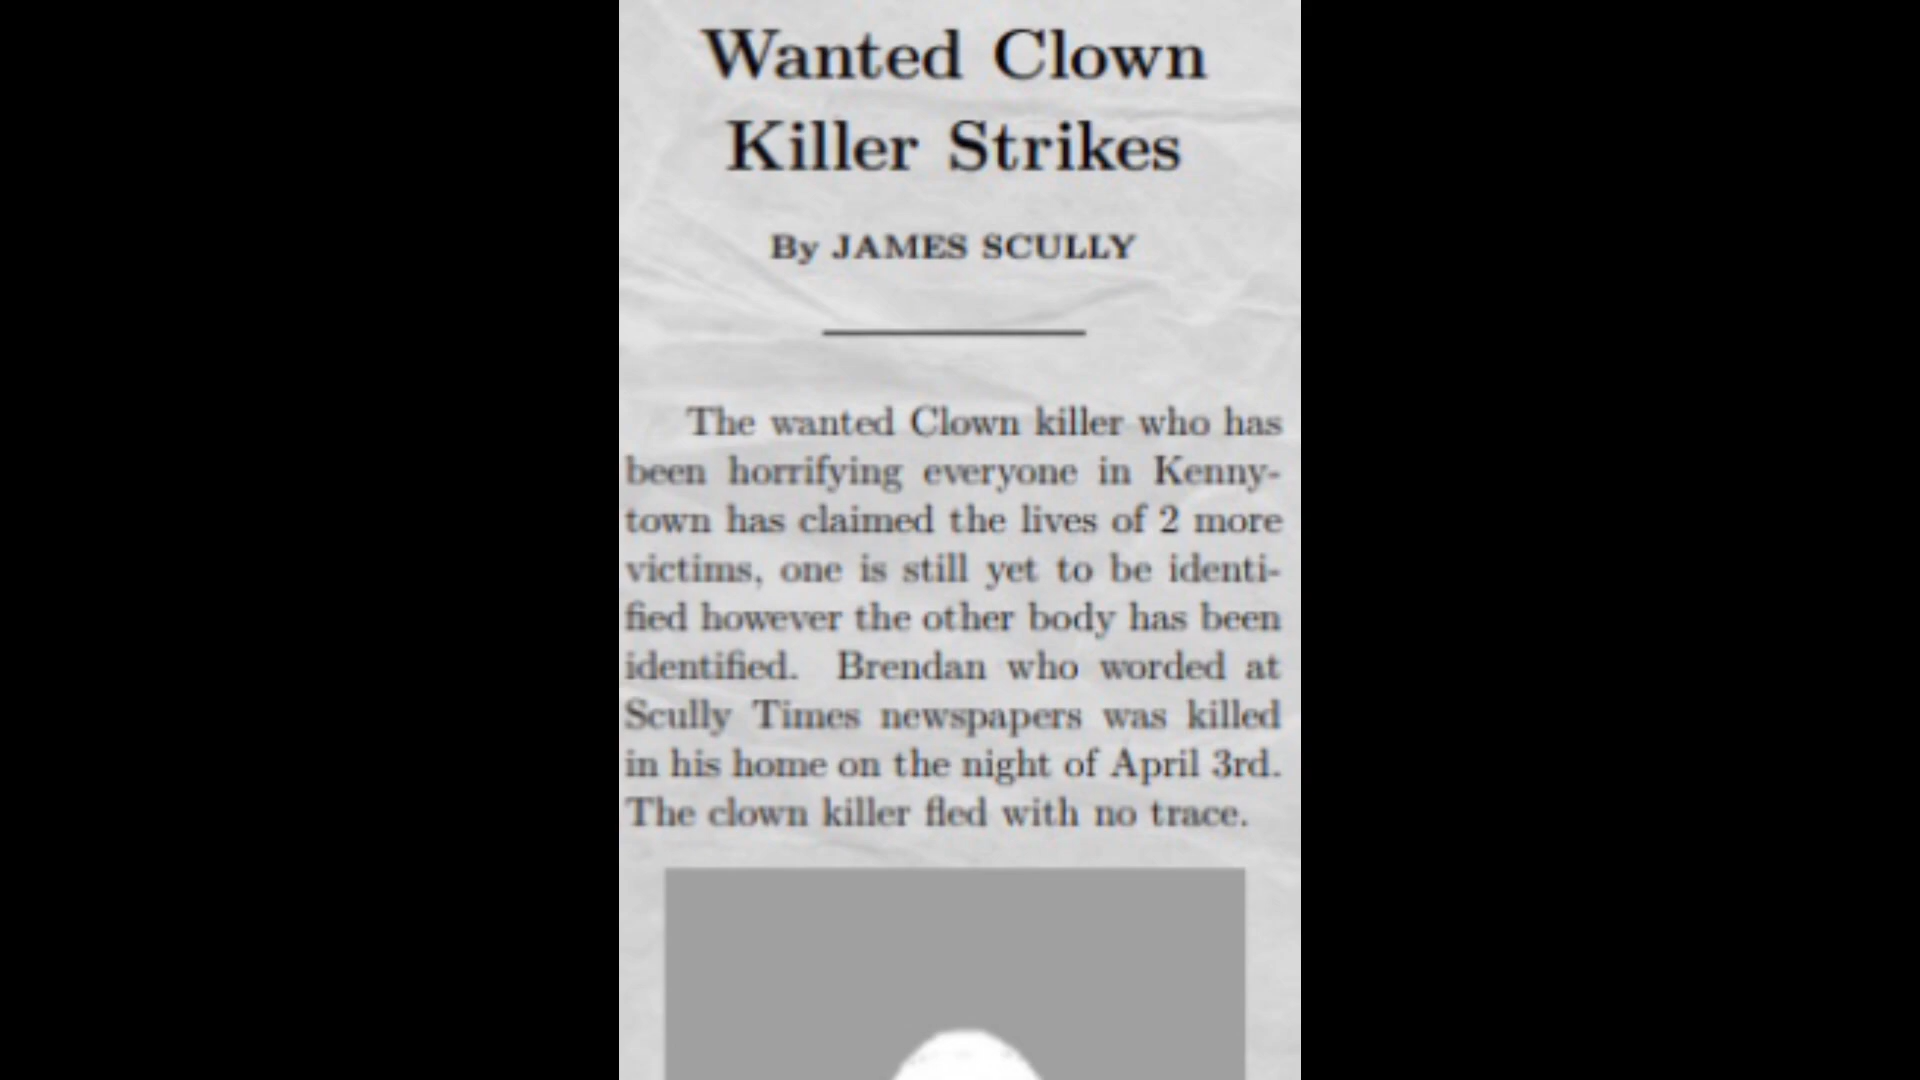 Wanted Clown
Killer Strikes
By JAMES SCULLY
The wanted Clown killer who has
been horrifying everyone in Kenny-
town has claimed the lives of 2 more
victims, one is still yet to be identi-
fied however the other body has been
identified. Brendan who worded at
Scully Times newspapers was killed
in his home on the night of April 3rd.
The clown killer fled with no trace.